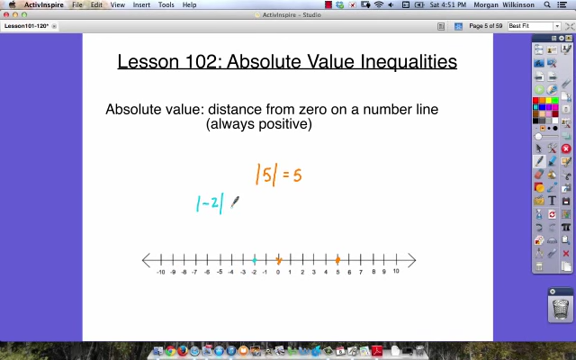 ActivInspire File Edit View Insert Tools Help Sat 4:51 PM Morgan Wilkinson
ActivInspire - Studio
Lesson101-120* Page 5 of 59 Best Fit
Lesson 102: Absolute Value Inequalities
Absolute value: distance from zero on a number line
(always positive)
|5| = 5
|-2|
-10 -9 -8 -7 -6 -5 -4 -3 -2 -1 0 1 2 3 4 5 6 7 8 9 10